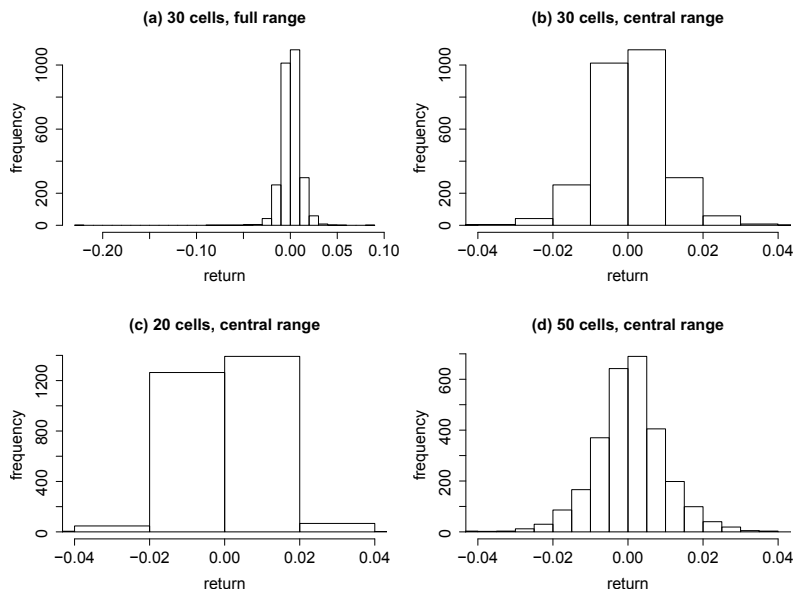 (a) 30 cells, full range
frequency
0 200 600 1000
−0.20 −0.10 0.00 0.05 0.10
return
(b) 30 cells, central range
frequency
0 200 600 1000
−0.04 −0.02 0.00 0.02 0.04
return
(c) 20 cells, central range
frequency
0 400 800 1200
−0.04 −0.02 0.00 0.02 0.04
return
(d) 50 cells, central range
frequency
0 200 400 600
−0.04 −0.02 0.00 0.02 0.04
return